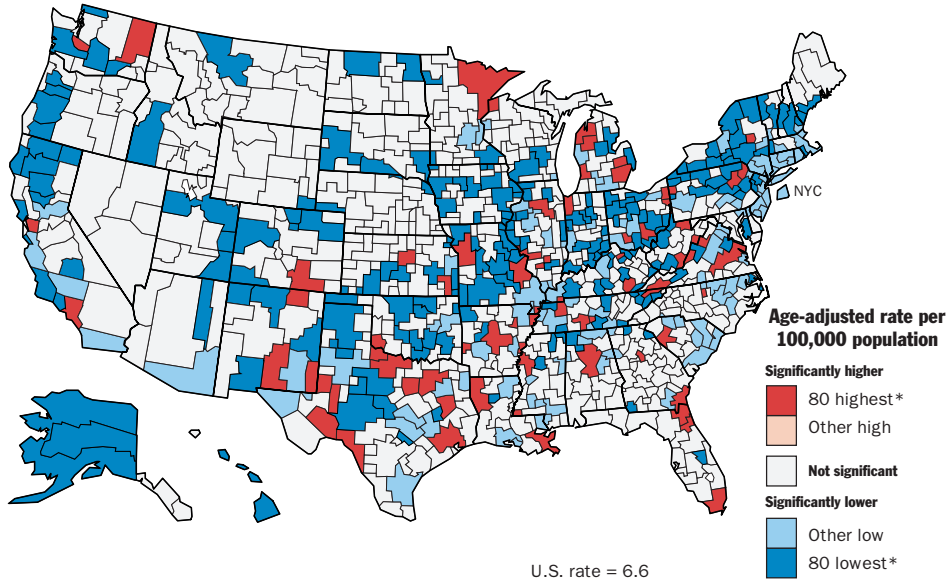 NYC
Age-adjusted rate per
100,000 population
Significantly higher
80 highest*
Other high
Not significant
Significantly lower
Other low
80 lowest*
U.S. rate = 6.6